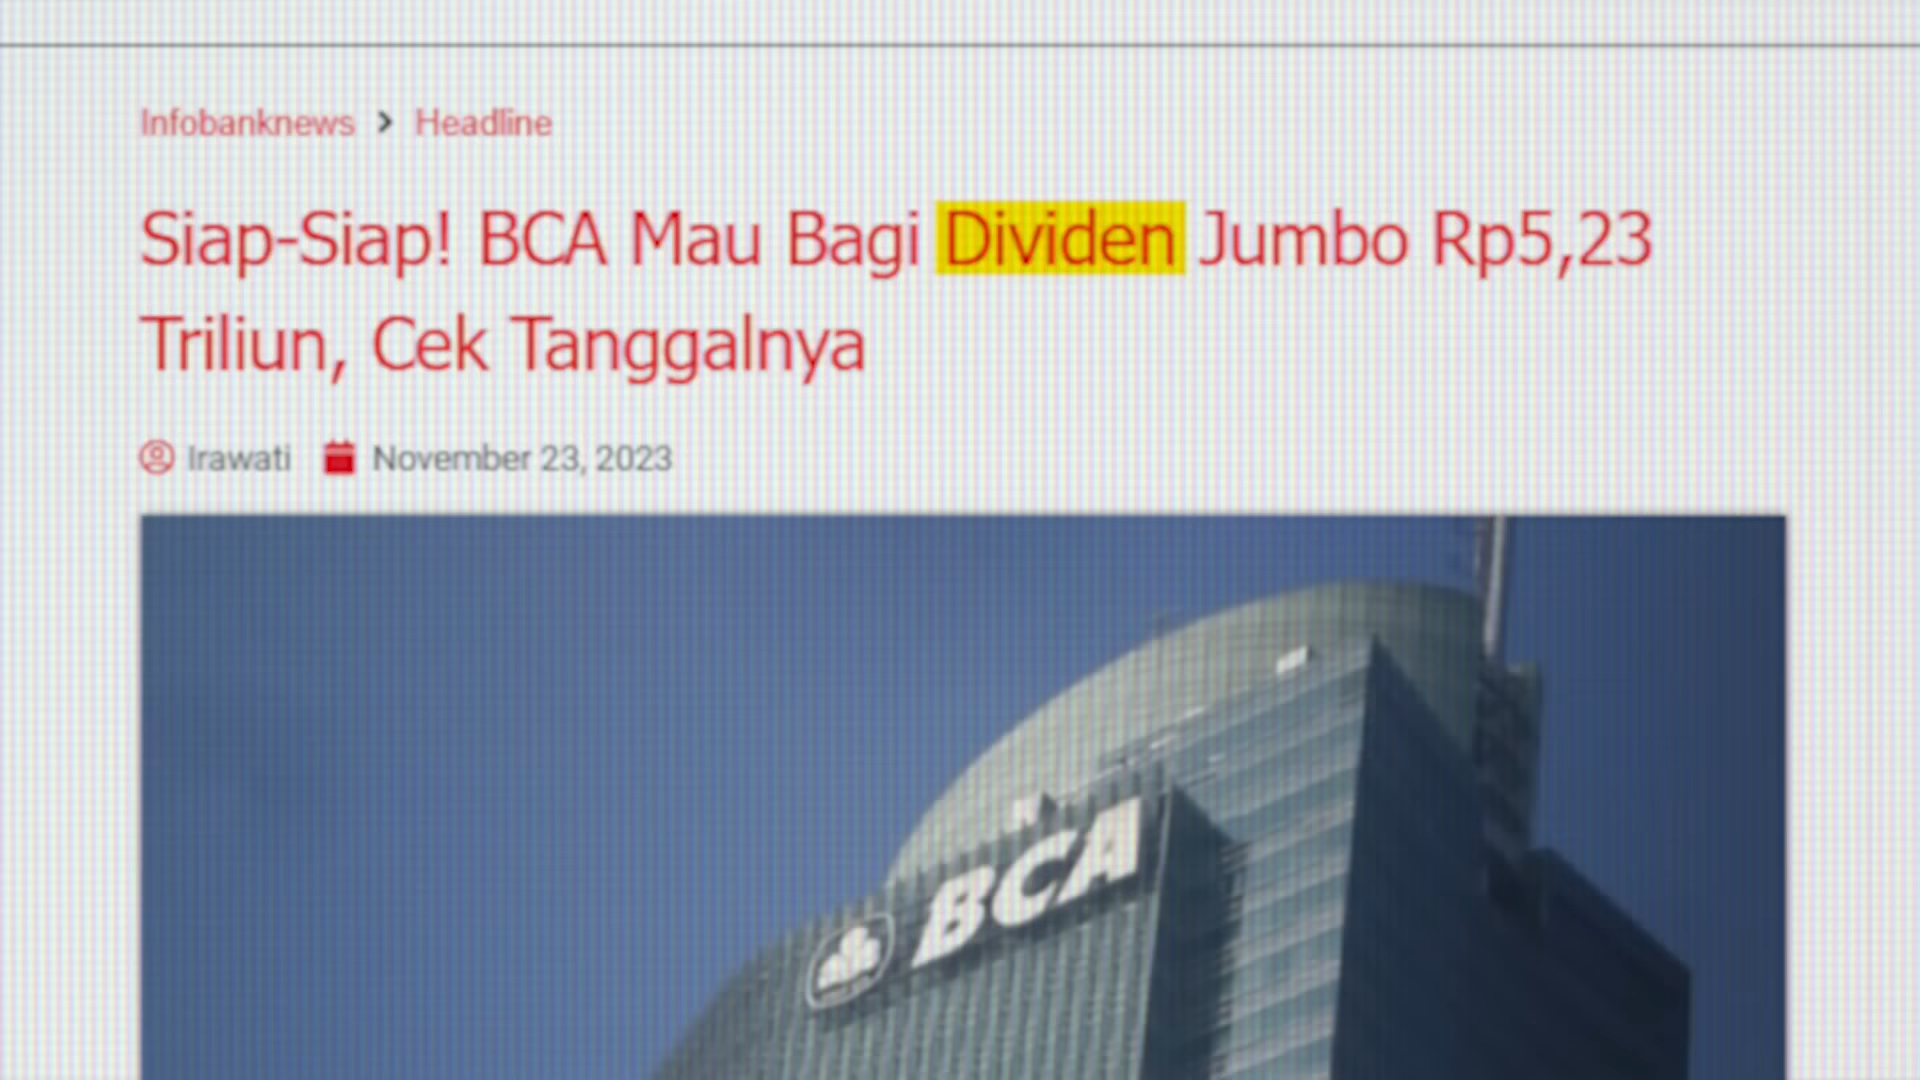 Infobanknews > Headline
Siap-Siap! BCA Mau Bagi Dividen Jumbo Rp5,23
Triliun, Cek Tanggalnya
Irawati November 23, 2023
BCA